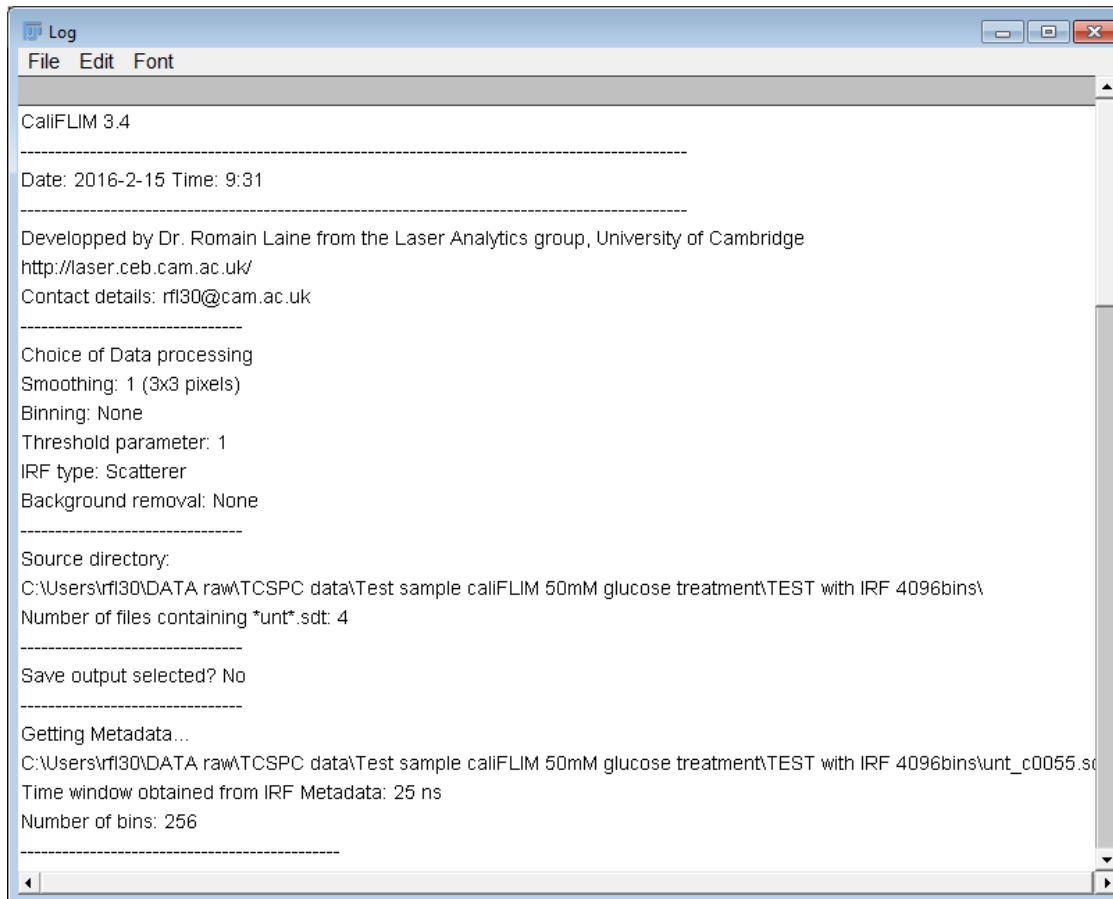 Log
File Edit Font
CaliFLIM 3.4
------------------------------------------------------------------------------------------------
Date: 2016-2-15 Time: 9:31
------------------------------------------------------------------------------------------------
Developped by Dr. Romain Laine from the Laser Analytics group, University of Cambridge
http://laser.ceb.cam.ac.uk/
Contact details: rfl30@cam.ac.uk
--------------------------------
Choice of Data processing
Smoothing: 1 (3x3 pixels)
Binning: None
Threshold parameter: 1
IRF type: Scatterer
Background removal: None
--------------------------------
Source directory:
C:\Users\rfl30\DATA raw\TCSPC data\Test sample caliFLIM 50mM glucose treatment\TEST with IRF 4096bins\
Number of files containing *unt*.sdt: 4
--------------------------------
Save output selected? No
--------------------------------
Getting Metadata...
C:\Users\rfl30\DATA raw\TCSPC data\Test sample caliFLIM 50mM glucose treatment\TEST with IRF 4096bins\unt_c0055.s
Time window obtained from IRF Metadata: 25 ns
Number of bins: 256
----------------------------------------------